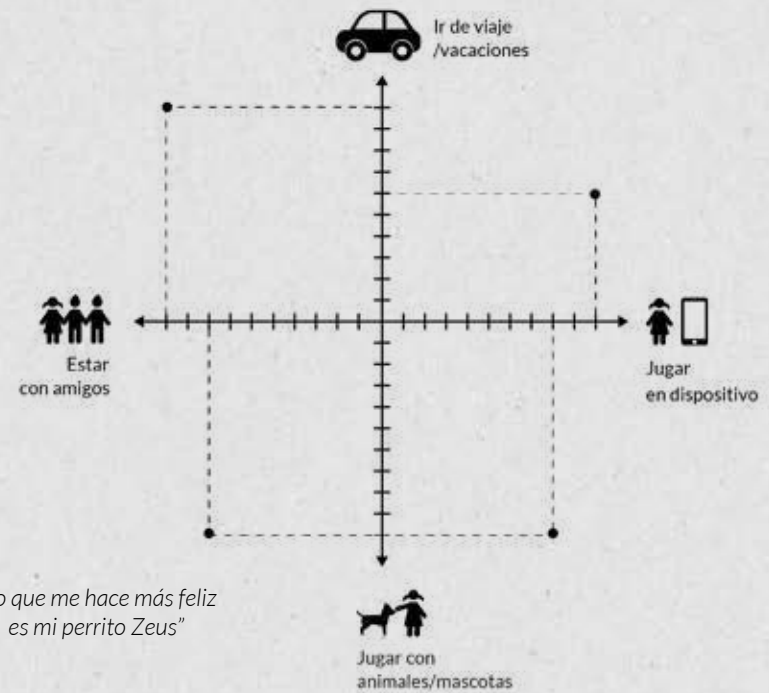 Ir de viaje
/vacaciones
Estar
con amigos
Jugar
en dispositivo
o que me hace más feliz
es mi perrito Zeus”
Jugar con
animales/mascotas